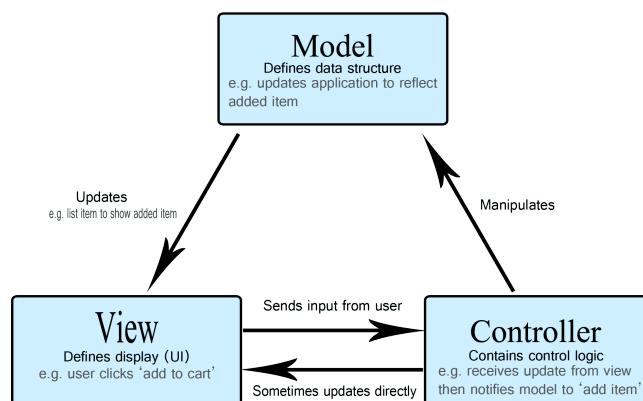 Model
Defines data structure
e.g. updates application to reflect
added item
Updates
e.g. list item to show added item
Manipulates
Sends input from user
View
Defines display (UI)
e.g. user clicks ‘add to cart’
Controller
Contains control logic
e.g. receives update from view
then notifies model to ‘add item’
Sometimes updates directly